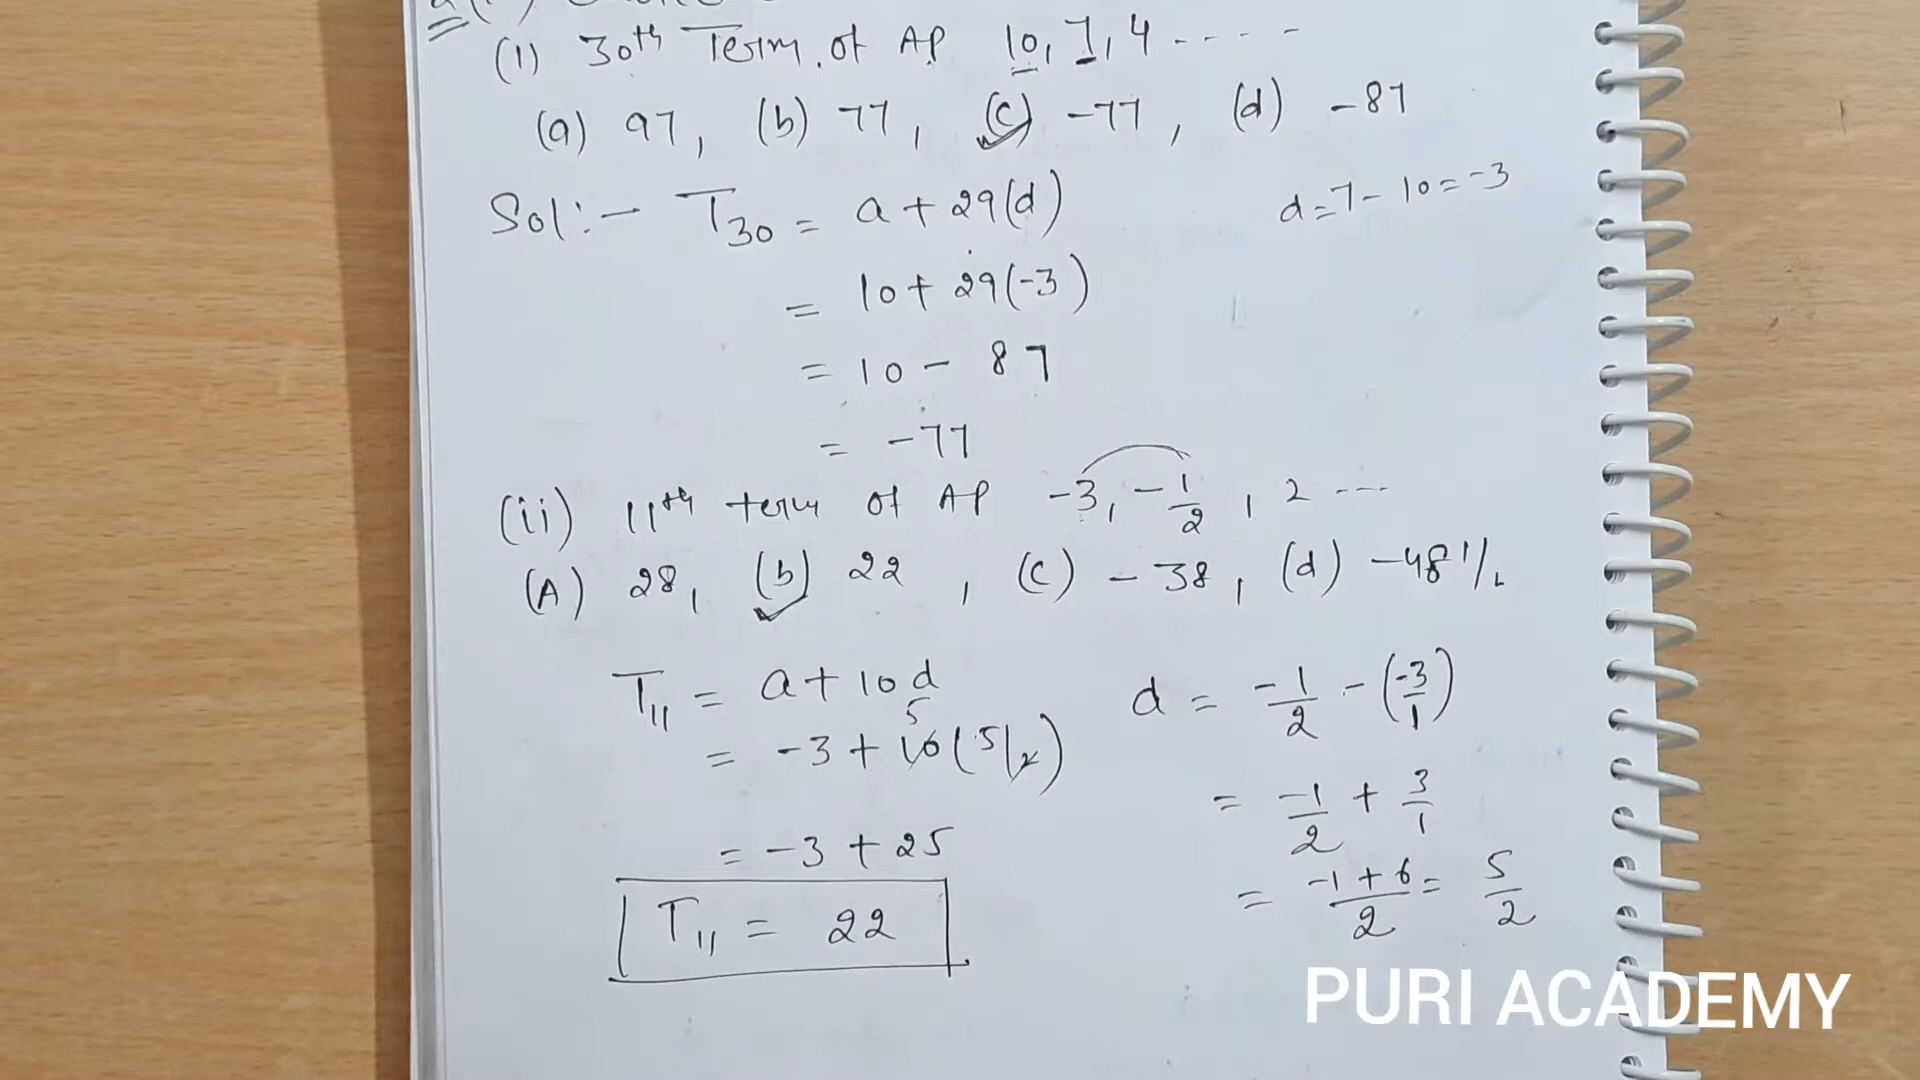 (i) 30th Term of AP 10, 7, 4 ----
(a) 97, (b) 77, (c) -77, (d) -87
Sol:- T30 = a + 29(d)
d = 7 - 10 = -3
= 10 + 29(-3)
= 10 - 87
= -77
(ii) 11th term of AP -3, -1/2, 2 ---
(A) 28, (b) 22, (c) -38, (d) -48 1/2
T11 = a + 10d
= -3 + 10(5/2)
5
= -3 + 25
T11 = 22
d = -1/2 - (-3/1)
= -1/2 + 3/1
= -1+6/2 = 5/2
PURI ACADEMY